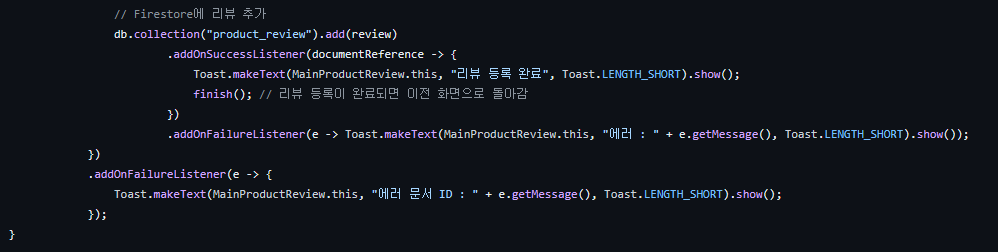 // Firestore에 리뷰 추가
db.collection("product_review").add(review)
.addOnSuccessListener(documentReference -> {
Toast.makeText(MainProductReview.this, "리뷰 등록 완료", Toast.LENGTH_SHORT).show();
finish(); // 리뷰 등록이 완료되면 이전 화면으로 돌아감
})
.addOnFailureListener(e -> Toast.makeText(MainProductReview.this, "에러 : " + e.getMessage(), Toast.LENGTH_SHORT).show());
})
.addOnFailureListener(e -> {
Toast.makeText(MainProductReview.this, "에러 문서 ID : " + e.getMessage(), Toast.LENGTH_SHORT).show();
});
}